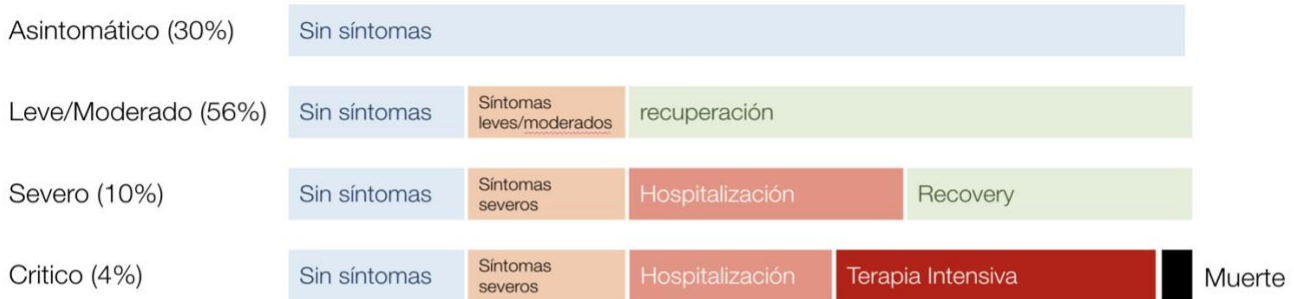 Asintomático (30%) Sin síntomas
Leve/Moderado (56%) Sin síntomas Síntomas leves/moderados recuperación
Severo (10%) Sin síntomas Síntomas severos Hospitalización Recovery
Critico (4%) Sin síntomas Síntomas severos Hospitalización Terapia Intensiva Muerte